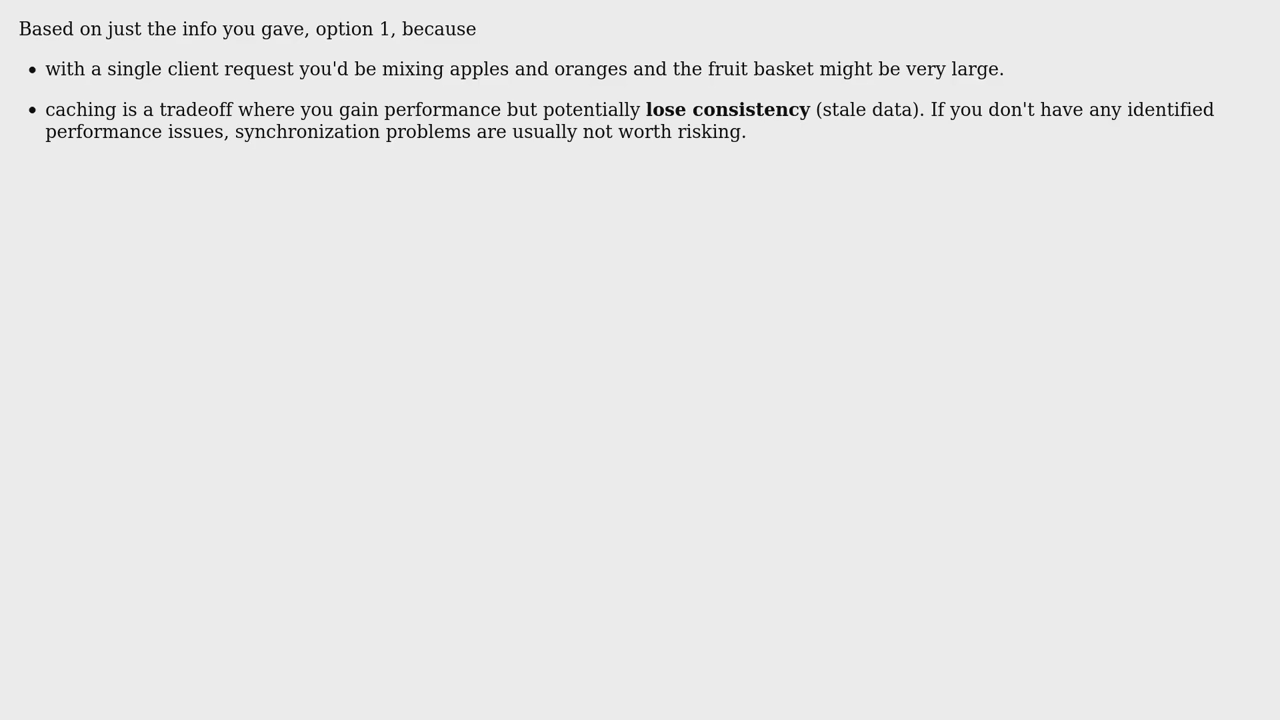 Based on just the info you gave, option 1, because
• with a single client request you'd be mixing apples and oranges and the fruit basket might be very large.
• caching is a tradeoff where you gain performance but potentially lose consistency (stale data). If you don't have any identified
performance issues, synchronization problems are usually not worth risking.